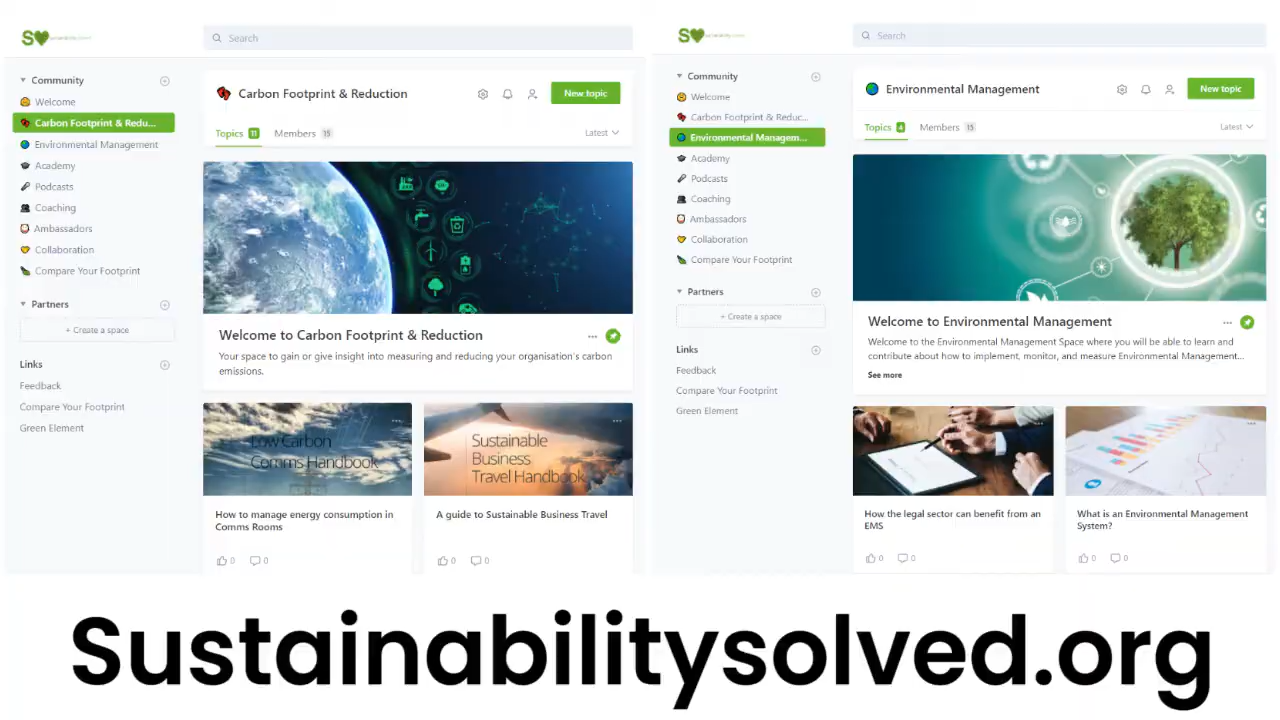 S sustainability solved
Search
Community
Welcome
Carbon Footprint & Redu...
Environmental Management
Academy
Podcasts
Coaching
Ambassadors
Collaboration
Compare Your Footprint
Partners
+ Create a space
Links
Feedback
Compare Your Footprint
Green Element
Carbon Footprint & Reduction
New topic
Topics 11 Members 15
Latest
Welcome to Carbon Footprint & Reduction
Your space to gain or give insight into measuring and reducing your organisation's carbon
emissions.
Low Carbon
Comms Handbook
How to manage energy consumption in
Comms Rooms
0 0
Sustainable
Business
Travel Handbook
A guide to Sustainable Business Travel
0 0
S sustainability solved
Search
Community
Welcome
Carbon Footprint & Reduc...
Environmental Managem...
Academy
Podcasts
Coaching
Ambassadors
Collaboration
Compare Your Footprint
Partners
+ Create a space
Links
Feedback
Compare Your Footprint
Green Element
Environmental Management
New topic
Topics 4 Members 15
Latest
Welcome to Environmental Management
Welcome to the Environmental Management Space where you will be able to learn and
contribute about how to implement, monitor, and measure Environmental Management...
See more
How the legal sector can benefit from an
EMS
0 0
What is an Environmental Management
System?
0 0
Sustainabilitysolved.org